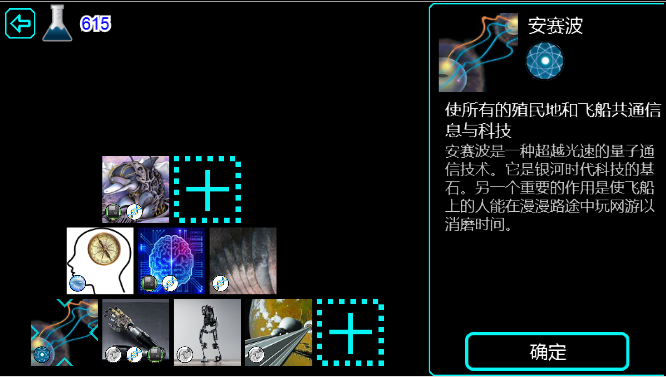 615
安赛波
使所有的殖民地和飞船共通信
息与科技
安赛波是一种超越光速的量子通
信技术。它是银河时代科技的基
石。另一个重要的作用是使飞船
上的人能在漫漫路途中玩网游以
消磨时间。
确定